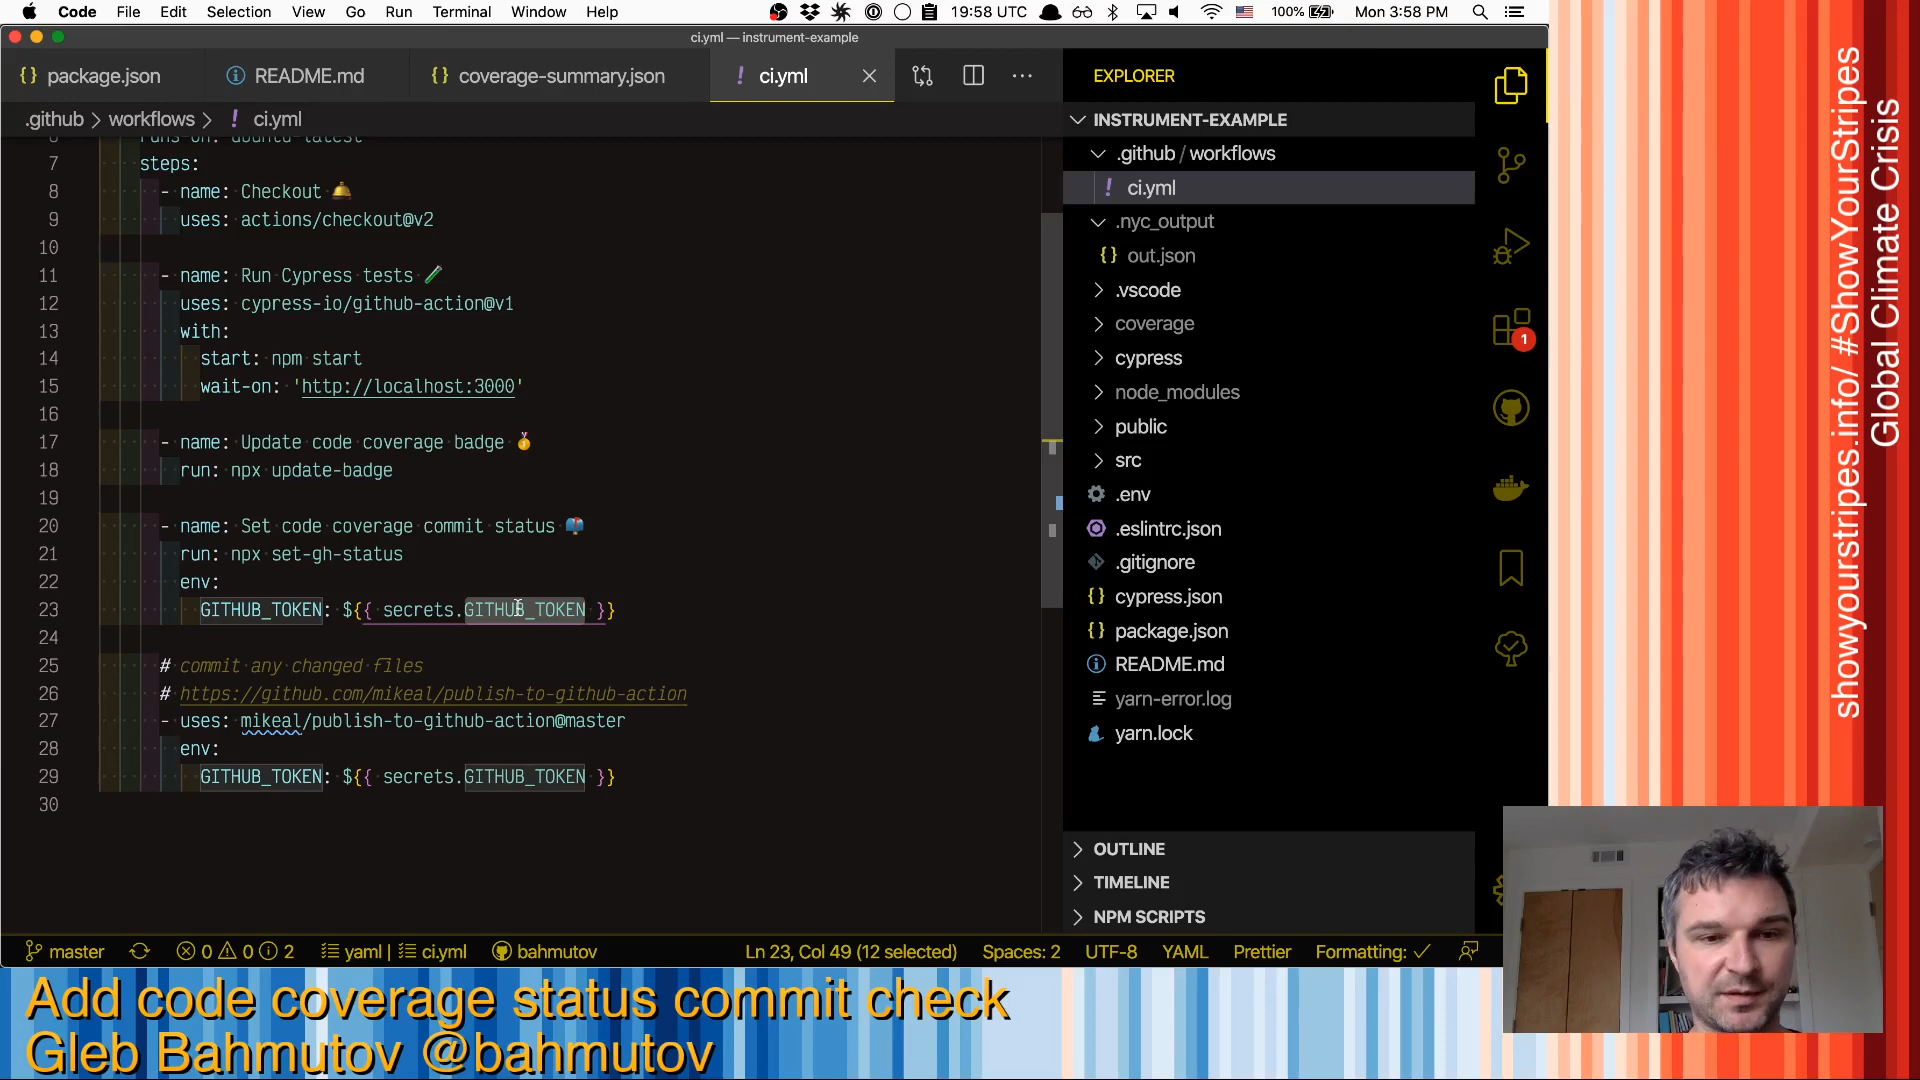 Code File Edit Selection View Go Run Terminal Window Help 19:58 UTC 100% Mon 3:58 PM
ci.yml — instrument-example
package.json README.md coverage-summary.json ci.yml
.github > workflows > ci.yml
6 runs-on: ubuntu-latest
7 steps:
8 - name: Checkout 🛎
9 uses: actions/checkout@v2
10
11 - name: Run Cypress tests 🧪
12 uses: cypress-io/github-action@v1
13 with:
14 start: npm start
15 wait-on: 'http://localhost:3000'
16
17 - name: Update code coverage badge 🥇
18 run: npx update-badge
19
20 - name: Set code coverage commit status 📫
21 run: npx set-gh-status
22 env:
23 GITHUB_TOKEN: ${{ secrets.GITHUB_TOKEN }}
24
25 # commit any changed files
26 # https://github.com/mikeal/publish-to-github-action
27 - uses: mikeal/publish-to-github-action@master
28 env:
29 GITHUB_TOKEN: ${{ secrets.GITHUB_TOKEN }}
30
EXPLORER
INSTRUMENT-EXAMPLE
.github / workflows
ci.yml
.nyc_output
out.json
.vscode
coverage
cypress
node_modules
public
src
.env
.eslintrc.json
.gitignore
cypress.json
package.json
README.md
yarn-error.log
yarn.lock
OUTLINE
TIMELINE
NPM SCRIPTS
1
master 0 0 2 yaml | ci.yml bahmutov Ln 23, Col 49 (12 selected) Spaces: 2 UTF-8 YAML Prettier Formatting: ✓
showyourstripes.info/ #ShowYourStripes
Global Climate Crisis
Add code coverage status commit check
Gleb Bahmutov @bahmutov